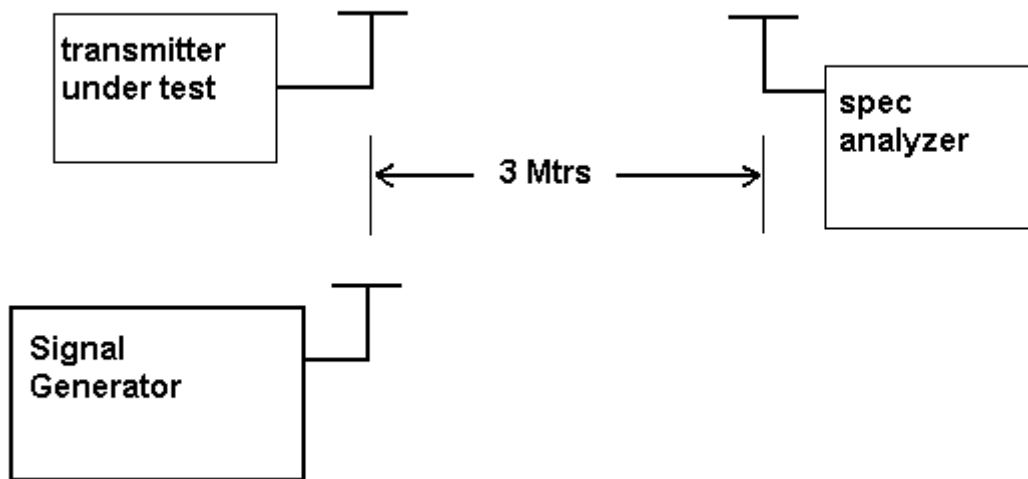 transmitter
under test
spec
analyzer
3 Mtrs
Signal
Generator